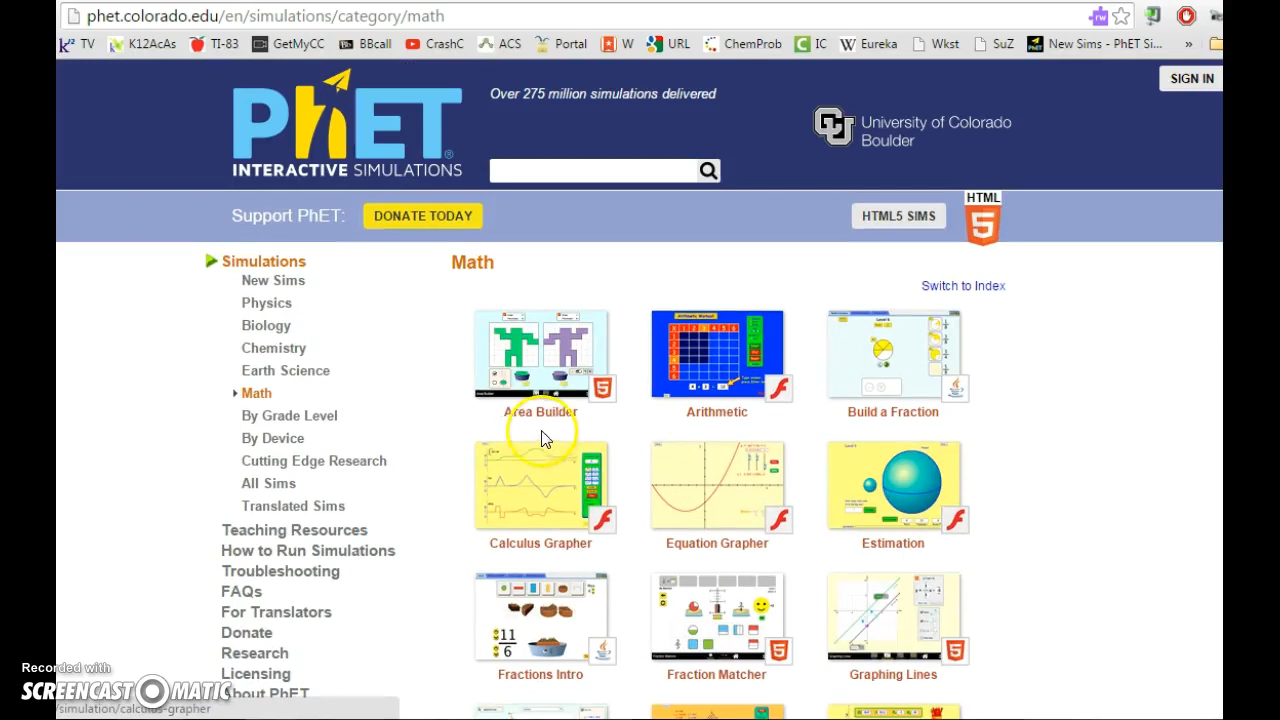 phet.colorado.edu/en/simulations/category/math
TV K12AcAs TI-83 GetMyCC BBcall CrashC ACS Portal W URL ChemProb IC Eureka Wkst SuZ New Sims - PhET Si... »
SIGN IN
PhET
INTERACTIVE SIMULATIONS
Over 275 million simulations delivered
University of Colorado
Boulder
Support PhET:
DONATE TODAY
HTML5 SIMS
HTML
5
Simulations
New Sims
Physics
Biology
Chemistry
Earth Science
Math
By Grade Level
By Device
Cutting Edge Research
All Sims
Translated Sims
Teaching Resources
How to Run Simulations
Troubleshooting
FAQs
For Translators
Donate
Research
Licensing
About PhET
Math
Switch to Index
Area Builder
Arithmetic
Build a Fraction
Calculus Grapher
Equation Grapher
Estimation
11
6
Fractions Intro
Fraction Matcher
Graphing Lines
Recorded with
SCREENCAST-O-MATIC
/simulation/calculus-grapher